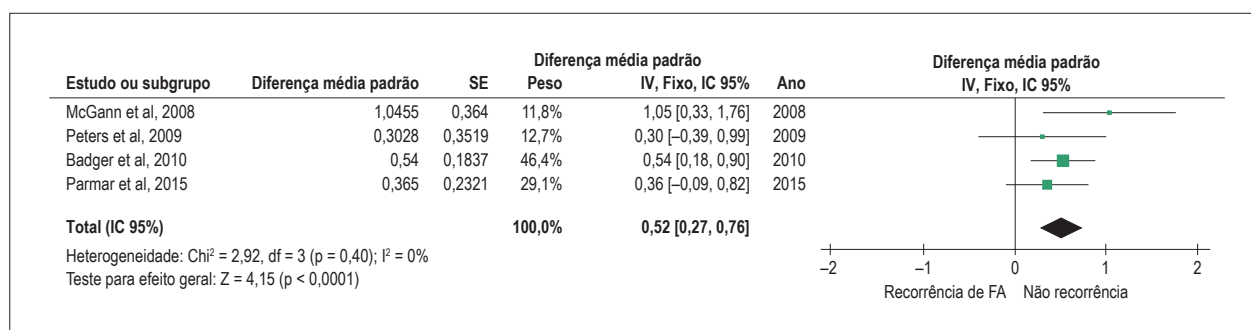 Diferença média padrão Diferença média padrão
Estudo ou subgrupo Diferença média padrão SE Peso IV, Fixo, IC 95% Ano IV, Fixo, IC 95%
McGann et al, 2008 1,0455 0,364 11,8% 1,05 [0,33, 1,76] 2008
Peters et al, 2009 0,3028 0,3519 12,7% 0,30 [–0,39, 0,99] 2009
Badger et al, 2010 0,54 0,1837 46,4% 0,54 [0,18, 0,90] 2010
Parmar et al, 2015 0,365 0,2321 29,1% 0,36 [–0,09, 0,82] 2015
Total (IC 95%) 100,0% 0,52 [0,27, 0,76]
Heterogeneidade: Chi² = 2,92, df = 3 (p = 0,40); I² = 0%
Teste para efeito geral: Z = 4,15 (p < 0,0001)
–2 –1 0 1 2
Recorrência de FA Não recorrência